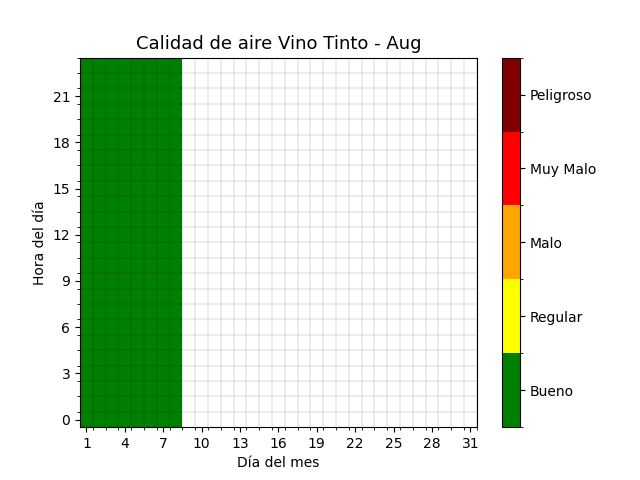 Calidad de aire Vino Tinto - Aug
Hora del día
21
18
15
12
9
6
3
0
1 4 7 10 13 16 19 22 25 28 31
Día del mes
Peligroso
Muy Malo
Malo
Regular
Bueno